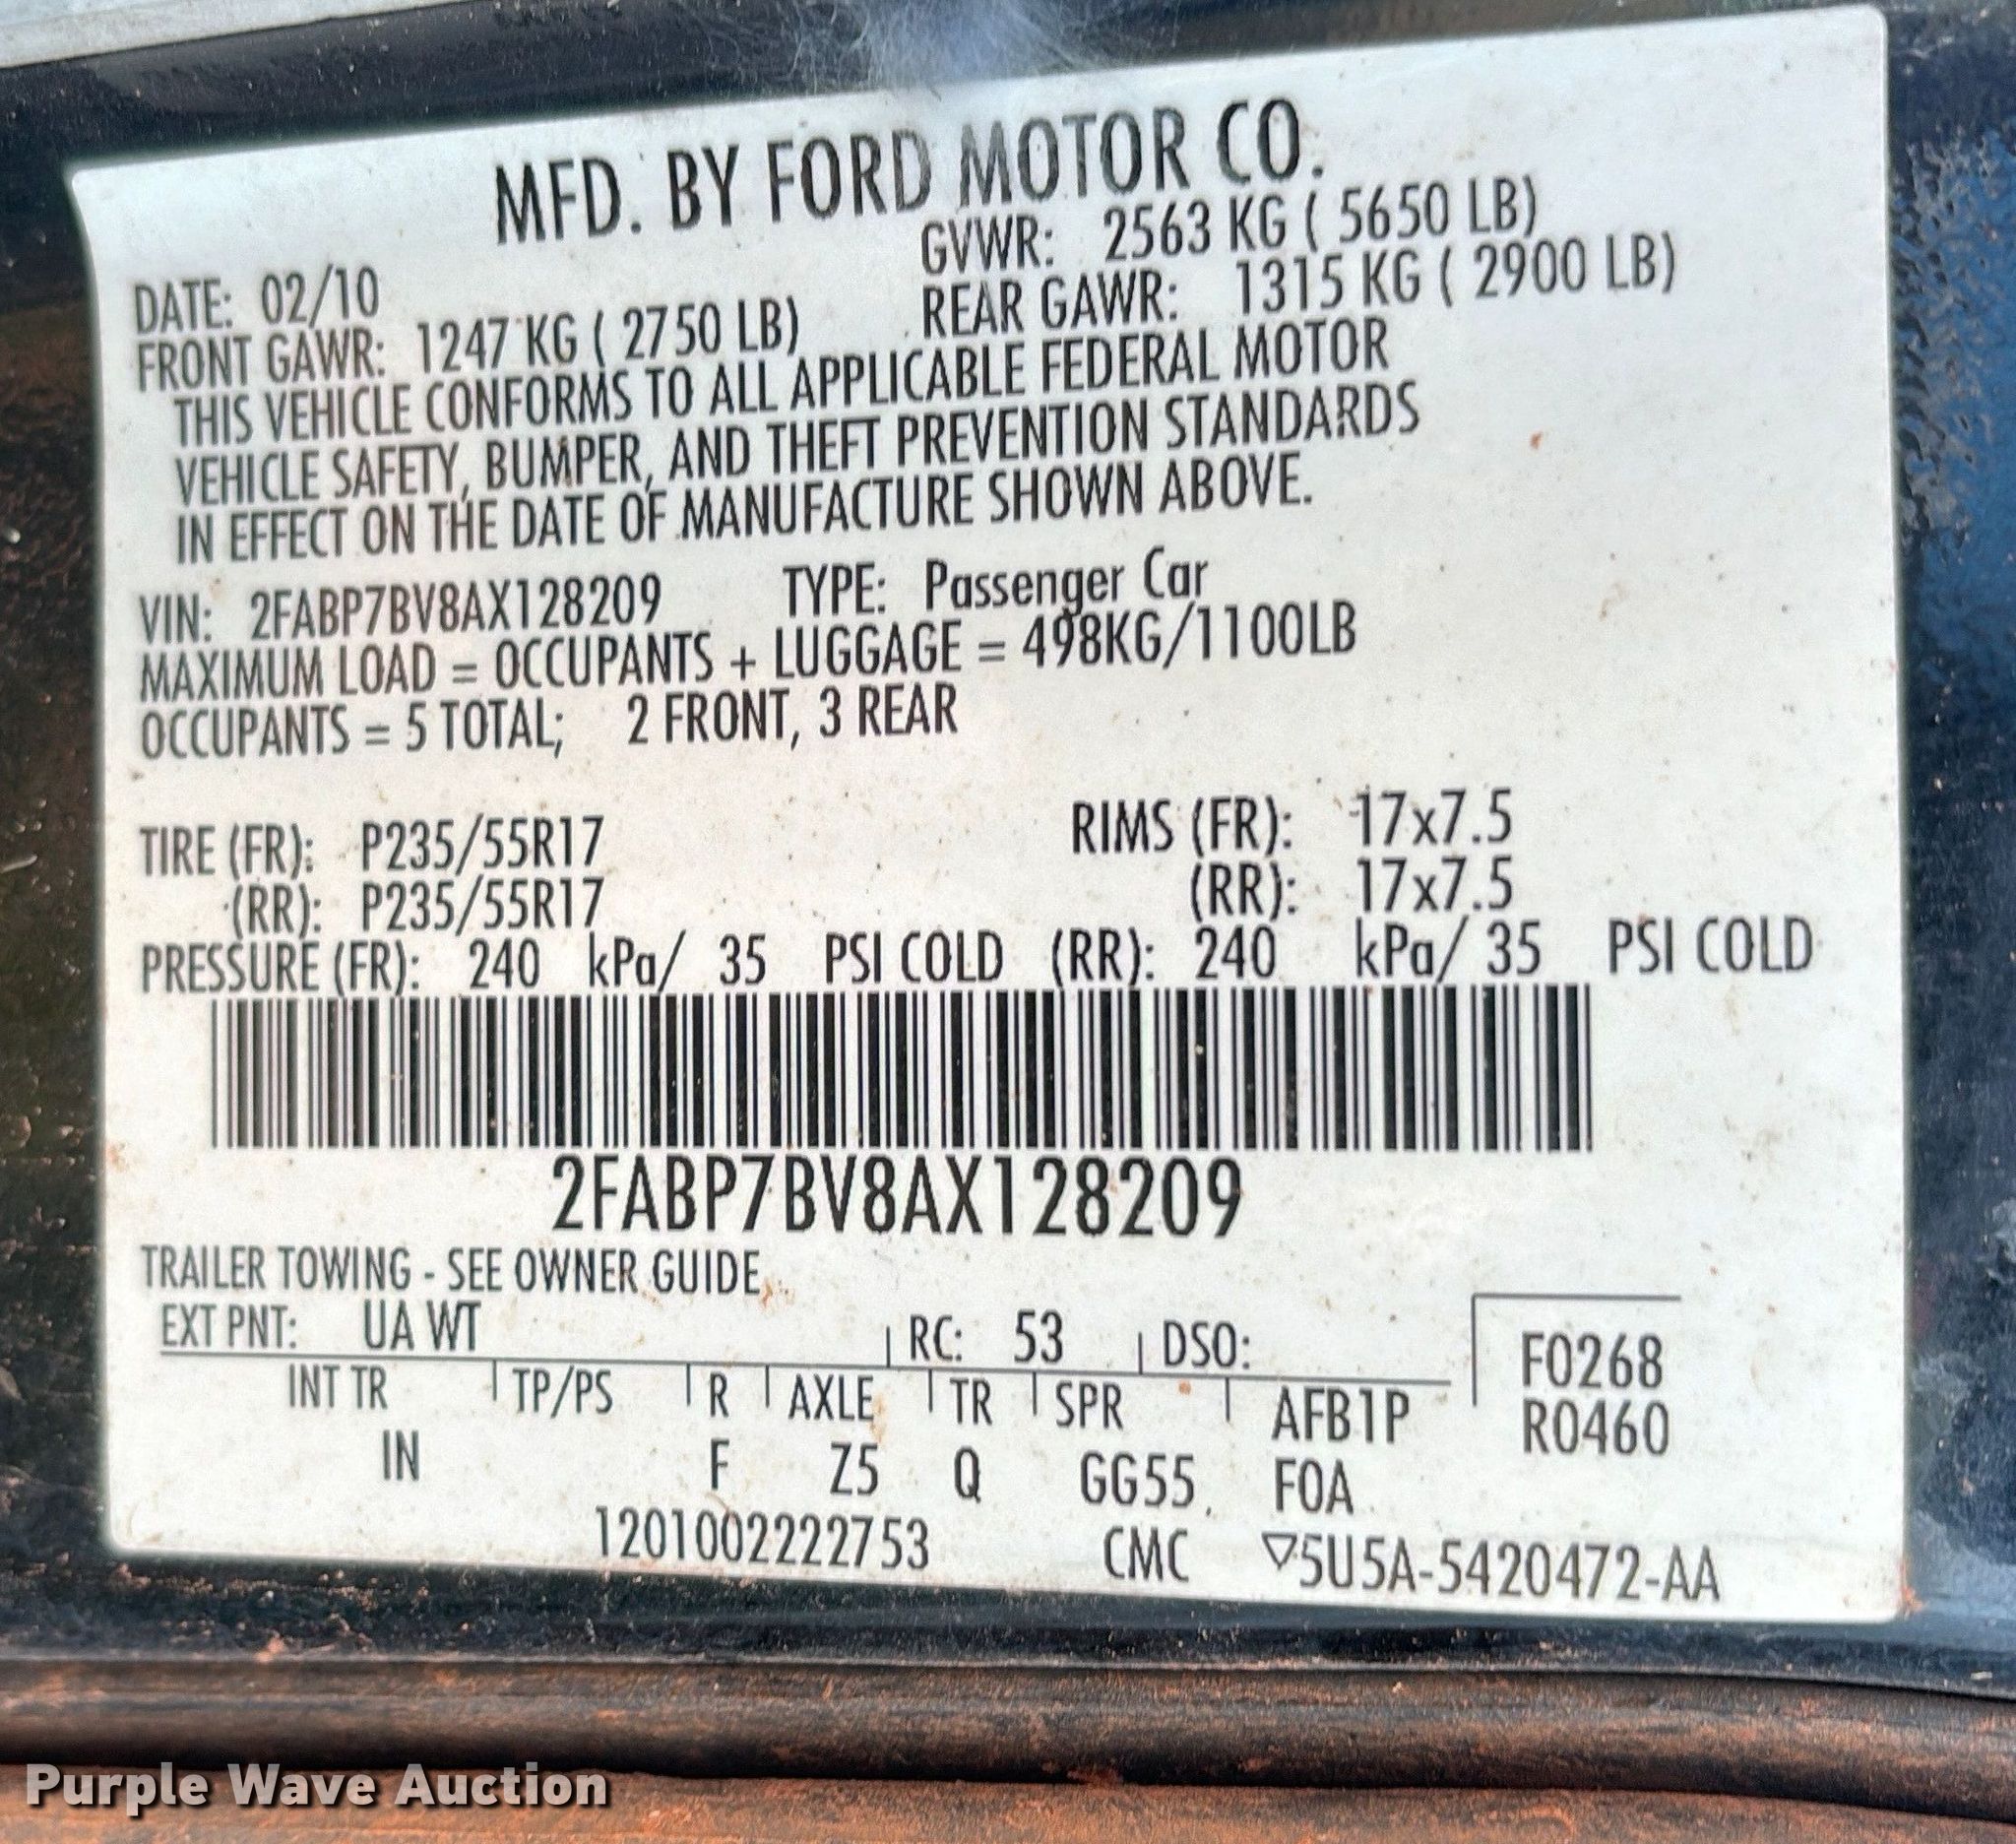 MFD. BY FORD MOTOR CO.
DATE: 02/10 GVWR: 2563 KG ( 5650 LB)
FRONT GAWR: 1247 KG ( 2750 LB) REAR GAWR: 1315 KG ( 2900 LB)
THIS VEHICLE CONFORMS TO ALL APPLICABLE FEDERAL MOTOR
VEHICLE SAFETY, BUMPER, AND THEFT PREVENTION STANDARDS
IN EFFECT ON THE DATE OF MANUFACTURE SHOWN ABOVE.
VIN: 2FABP7BV8AX128209 TYPE: Passenger Car
MAXIMUM LOAD = OCCUPANTS + LUGGAGE = 498KG/1100LB
OCCUPANTS = 5 TOTAL; 2 FRONT, 3 REAR
TIRE (FR): P235/55R17 RIMS (FR): 17x7.5
(RR): P235/55R17 (RR): 17x7.5
PRESSURE (FR): 240 kPa/ 35 PSI COLD (RR): 240 kPa/ 35 PSI COLD
2FABP7BV8AX128209
TRAILER TOWING - SEE OWNER GUIDE
EXT PNT: UA WT RC: 53 DSO: F0268
INT TR TP/PS R AXLE TR SPR AFB1P R0460
IN F Z5 Q GG55 FOA
1201002222753 CMC ▽5U5A-5420472-AA
Purple Wave Auction